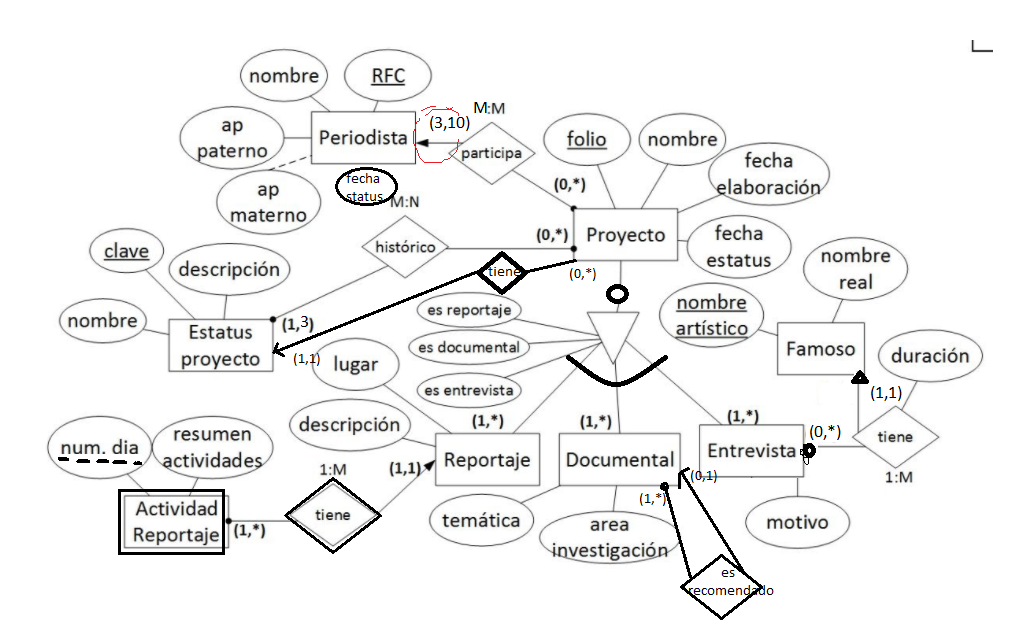 nombre
RFC
M:M
(3,10)
ap
paterno
Periodista
participa
folio
nombre
fecha
elaboración
fecha
status
(0,*)
ap
materno
M:N
histórico
(0,*)
Proyecto
fecha
estatus
clave
descripción
tiene
(0,*)
nombre
real
nombre
artístico
es reportaje
nombre
Estatus
proyecto
(1,3)
(1,1)
es documental
Famoso
duración
lugar
es entrevista
(1,1)
descripción
(1,*)
(1,*)
(1,*)
(0,*)
tiene
num. dia
resumen
actividades
1:M
(1,1)
Reportaje
Documental
Entrevista
(0,1)
1:M
Actividad
Reportaje
(1,*)
tiene
temática
area
investigación
(1,*)
motivo
es
recomendado